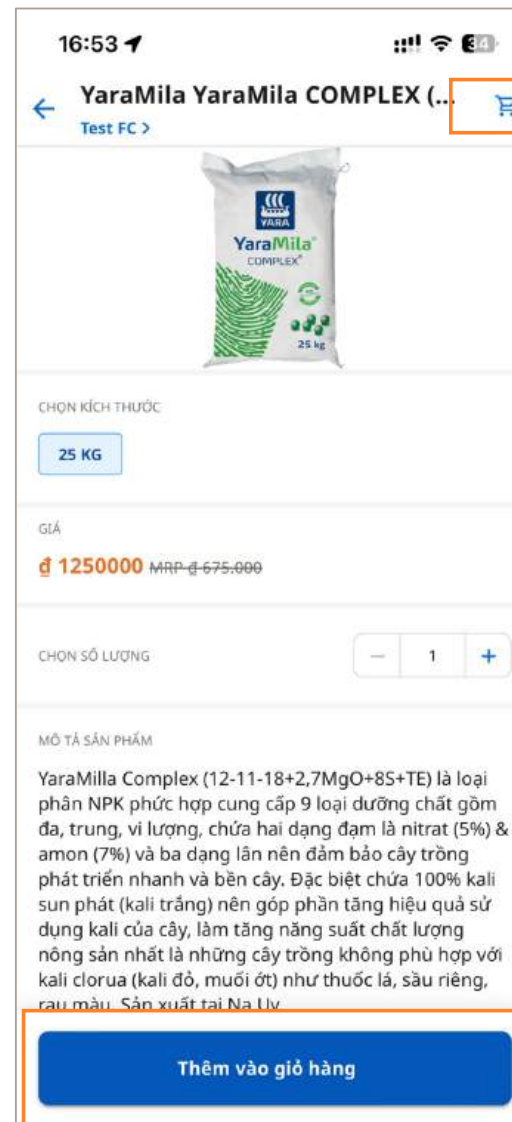 16:53
34
YaraMila YaraMila COMPLEX (...
Test FC >
YARA
YaraMila
COMPLEX
25 kg
CHỌN KÍCH THƯỚC
25 KG
GIÁ
₫ 1250000 MRP ₫ 675.000
CHỌN SỐ LƯỢNG
− 1 +
MÔ TẢ SẢN PHẨM
YaraMilla Complex (12-11-18+2,7MgO+8S+TE) là loại
phân NPK phức hợp cung cấp 9 loại dưỡng chất gồm
đa, trung, vi lượng, chứa hai dạng đạm là nitrat (5%) &
amon (7%) và ba dạng lân nên đảm bảo cây trồng
phát triển nhanh và bền cây. Đặc biệt chứa 100% kali
sun phát (kali trắng) nên góp phần tăng hiệu quả sử
dụng kali của cây, làm tăng năng suất chất lượng
nông sản nhất là những cây trồng không phù hợp với
kali clorua (kali đỏ, muối ớt) như thuốc lá, sầu riêng,
rau màu. Sản xuất tại Na Uy
Thêm vào giỏ hàng